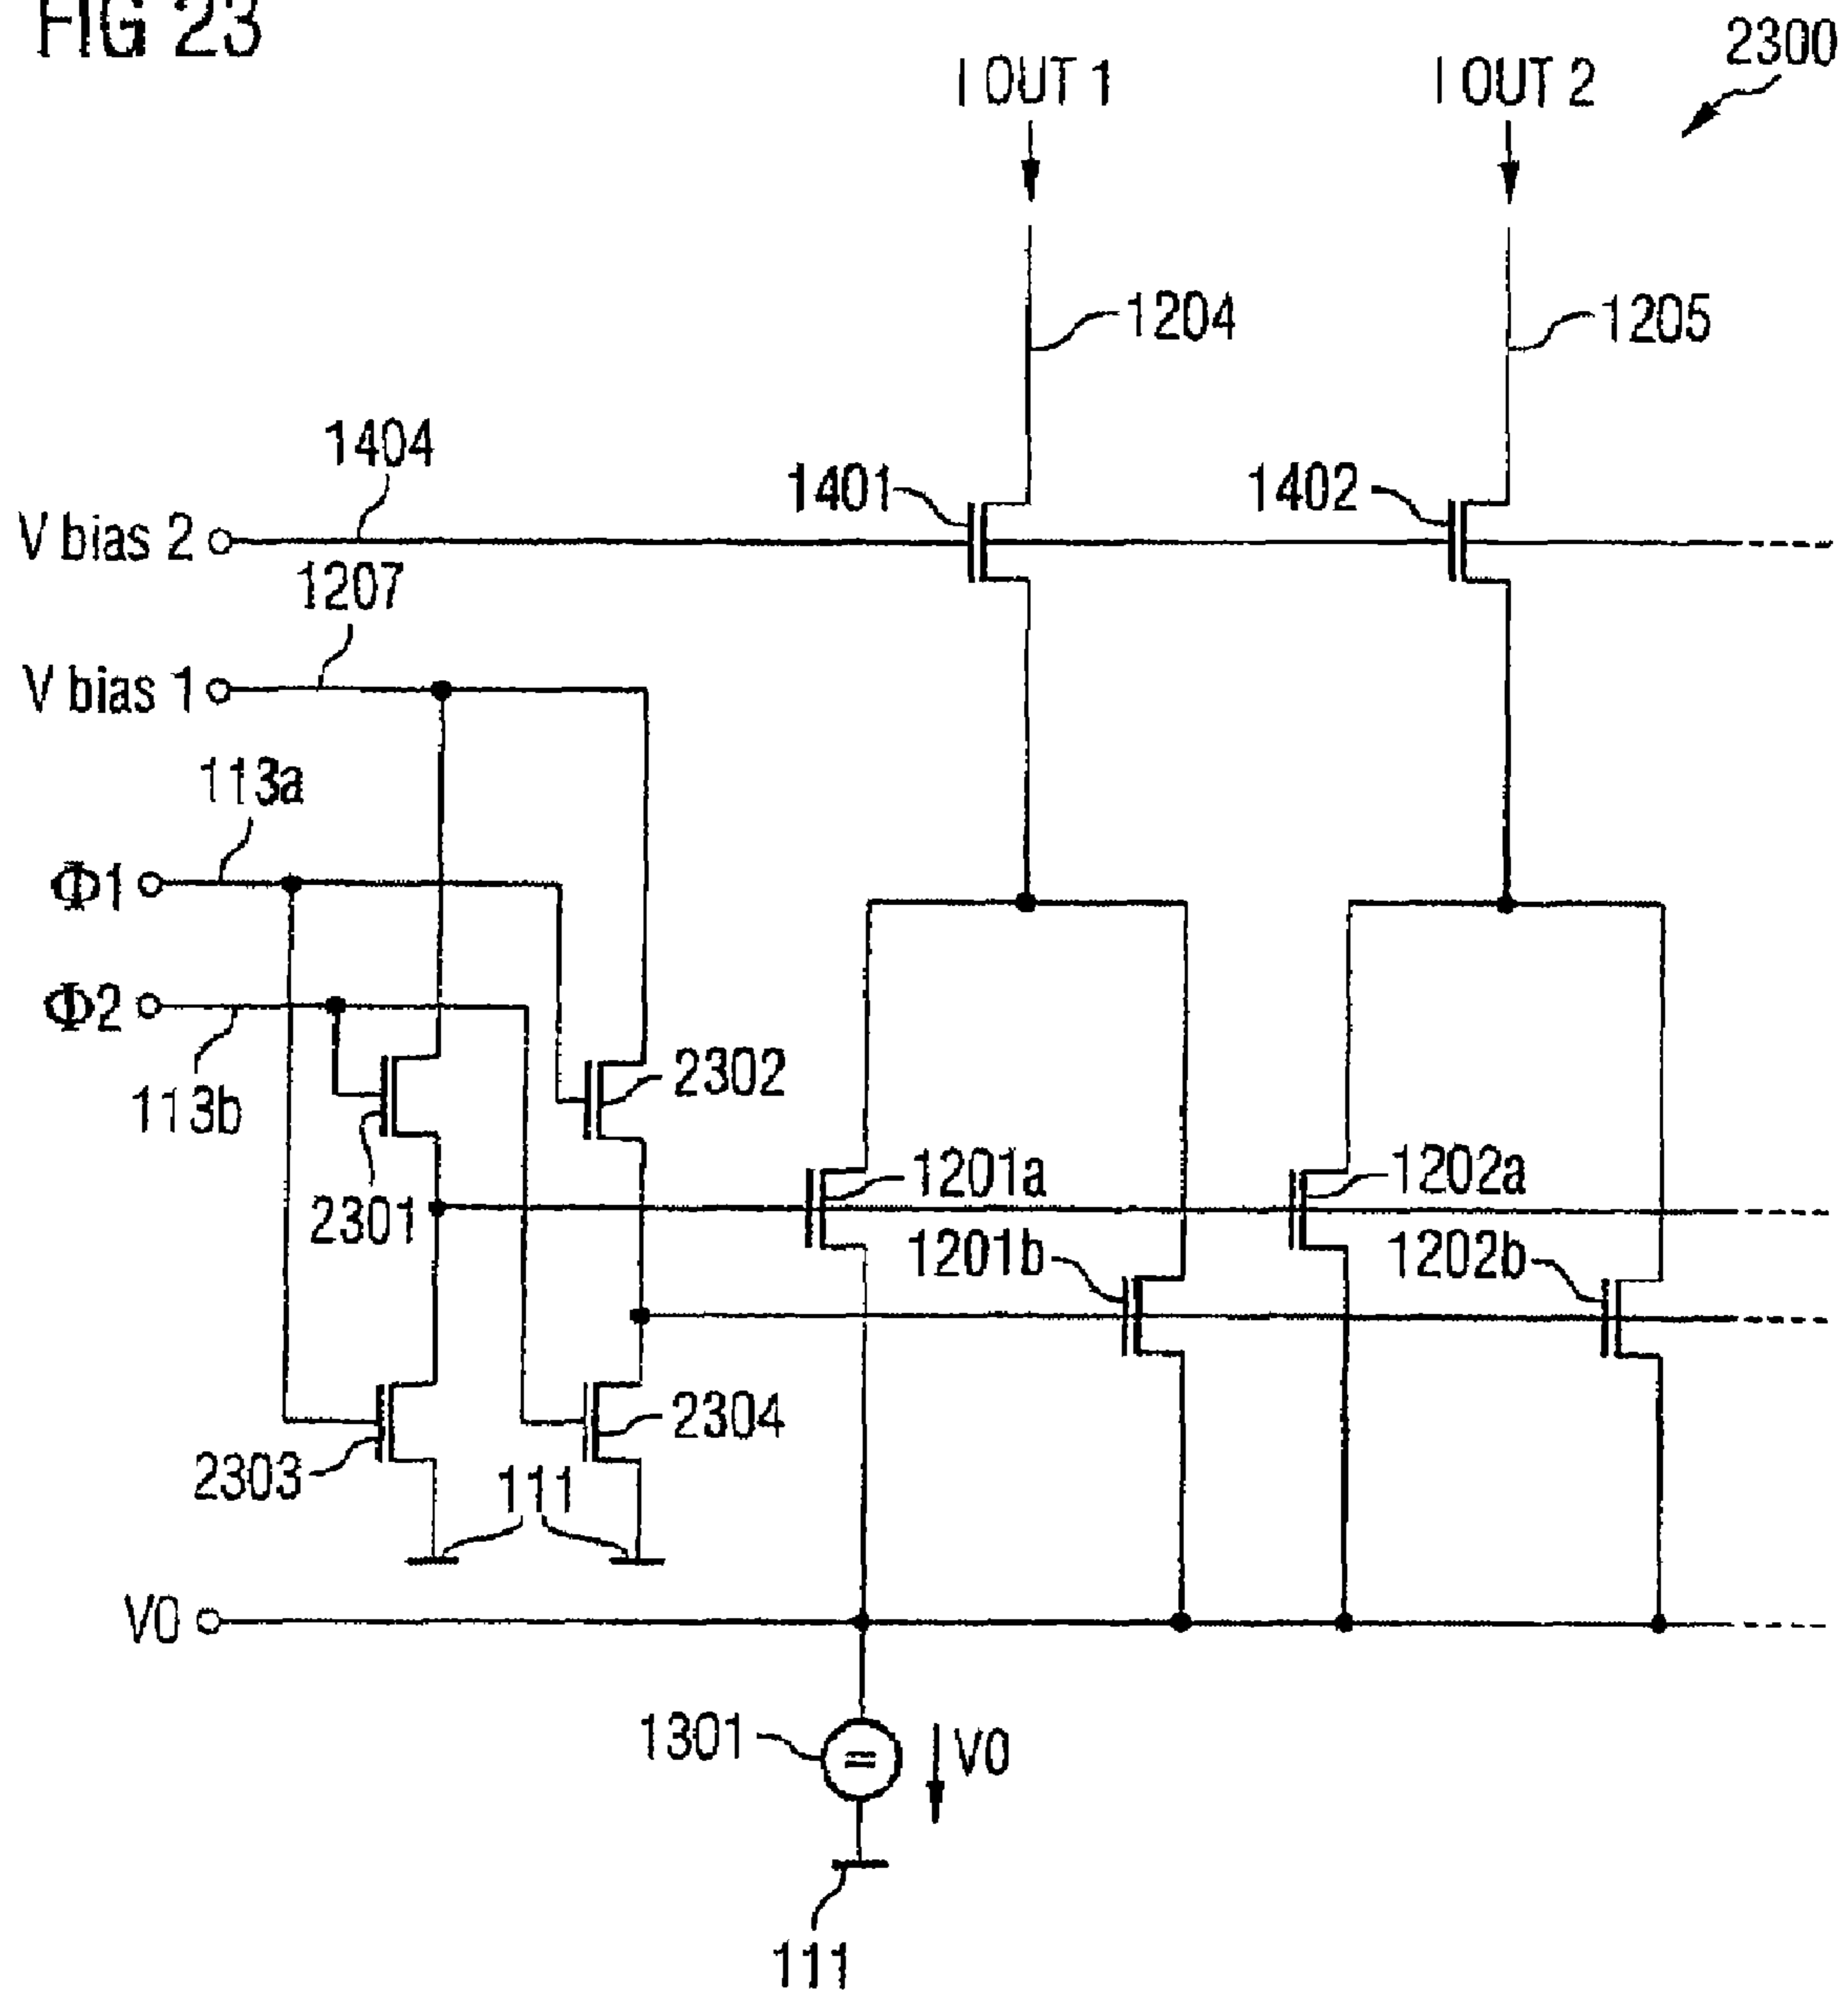 FIG 23
2300
I OUT 1
I OUT 2
1204
1205
1404
1401
1402
V bias 2
1207
V bias 1
113a
Φ1
Φ2
113b
2302
2301
1201a
1202a
1201b
1202b
2304
2303
111
V0
1301
V0
111